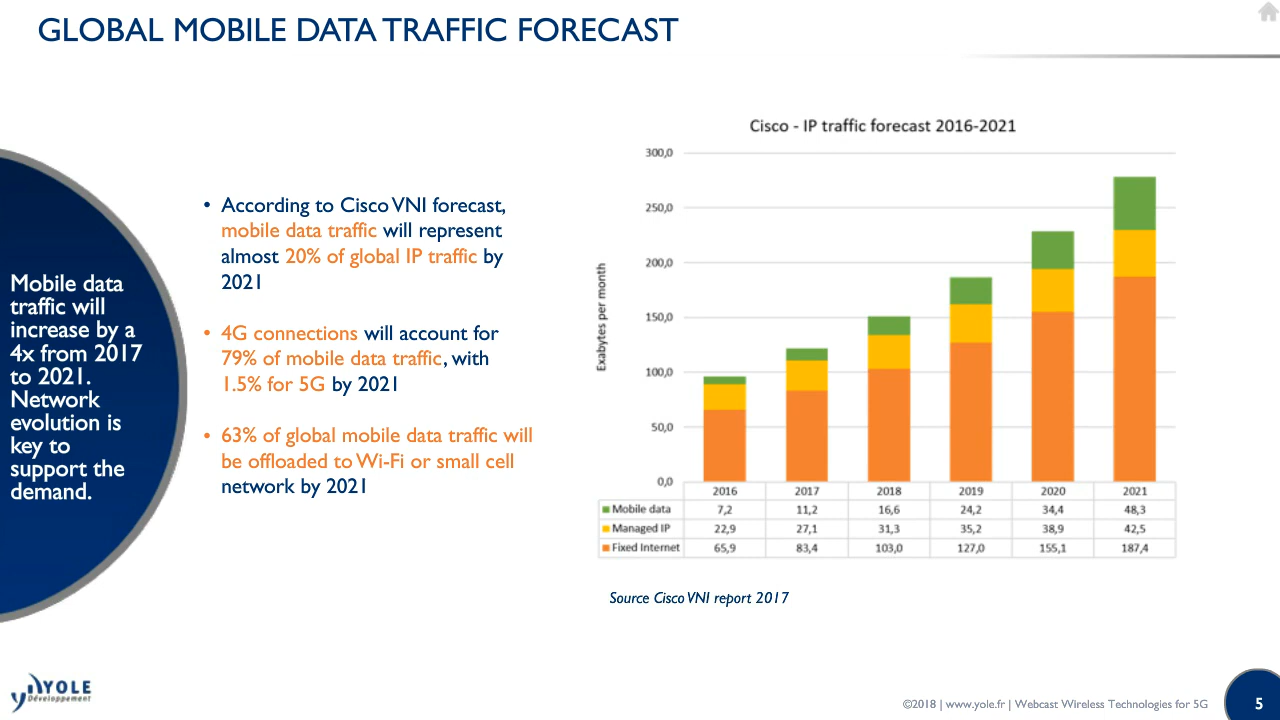 GLOBAL MOBILE DATA TRAFFIC FORECAST
Mobile data
traffic will
increase by a
4x from 2017
to 2021.
Network
evolution is
key to
support the
demand.
• According to Cisco VNI forecast,
mobile data traffic will represent
almost 20% of global IP traffic by
2021
• 4G connections will account for
79% of mobile data traffic, with
1.5% for 5G by 2021
• 63% of global mobile data traffic will
be offloaded to Wi-Fi or small cell
network by 2021
Cisco - IP traffic forecast 2016-2021
Exabytes per month
300,0
250,0
200,0
150,0
100,0
50,0
0,0
2016 2017 2018 2019 2020 2021
Mobile data 7,2 11,2 16,6 24,2 34,4 48,3
Managed IP 22,9 27,1 31,3 35,2 38,9 42,5
Fixed Internet 65,9 83,4 103,0 127,0 155,1 187,4
Source Cisco VNI report 2017
YOLE
Développement
©2018 | www.yole.fr | Webcast Wireless Technologies for 5G
5